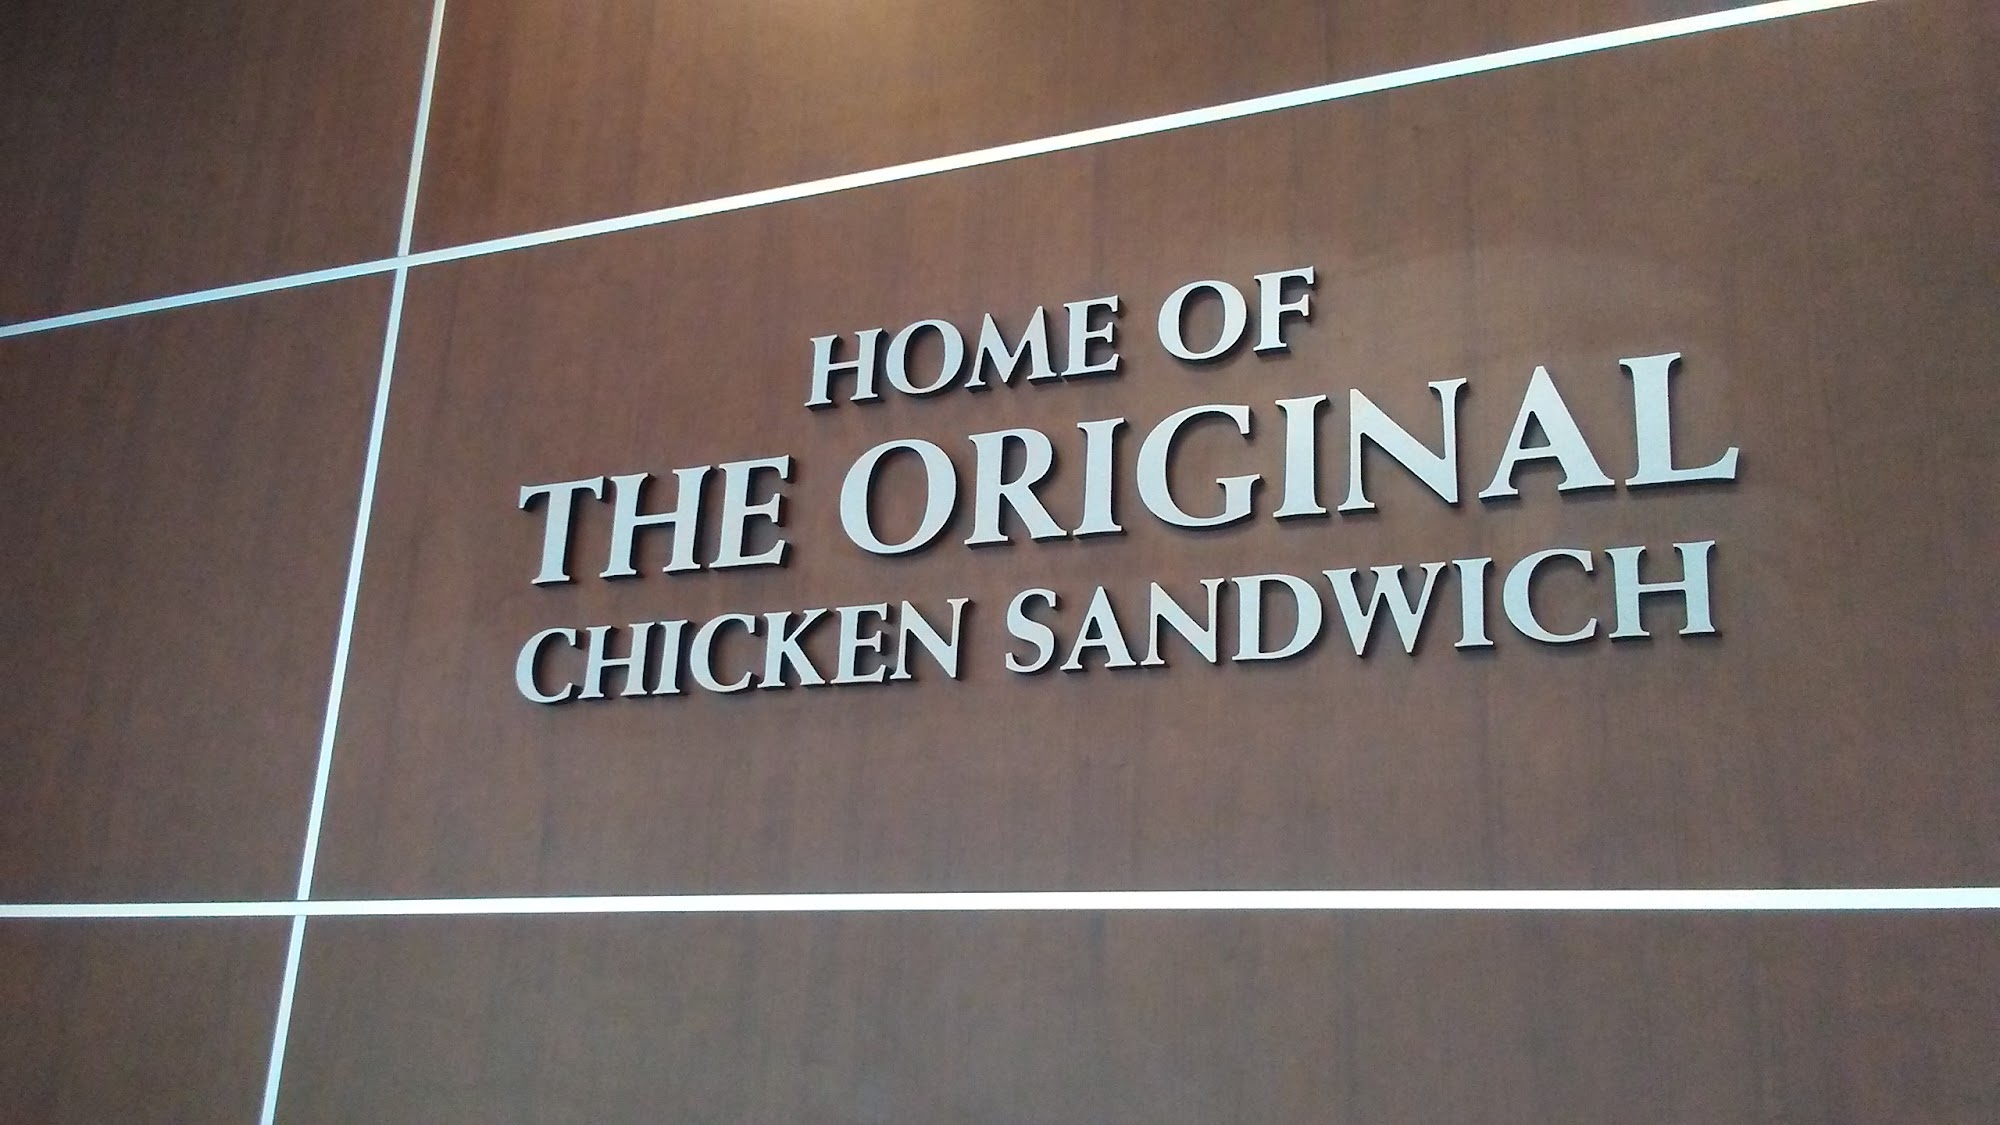 HOME OF
THE ORIGINAL
CHICKEN SANDWICH